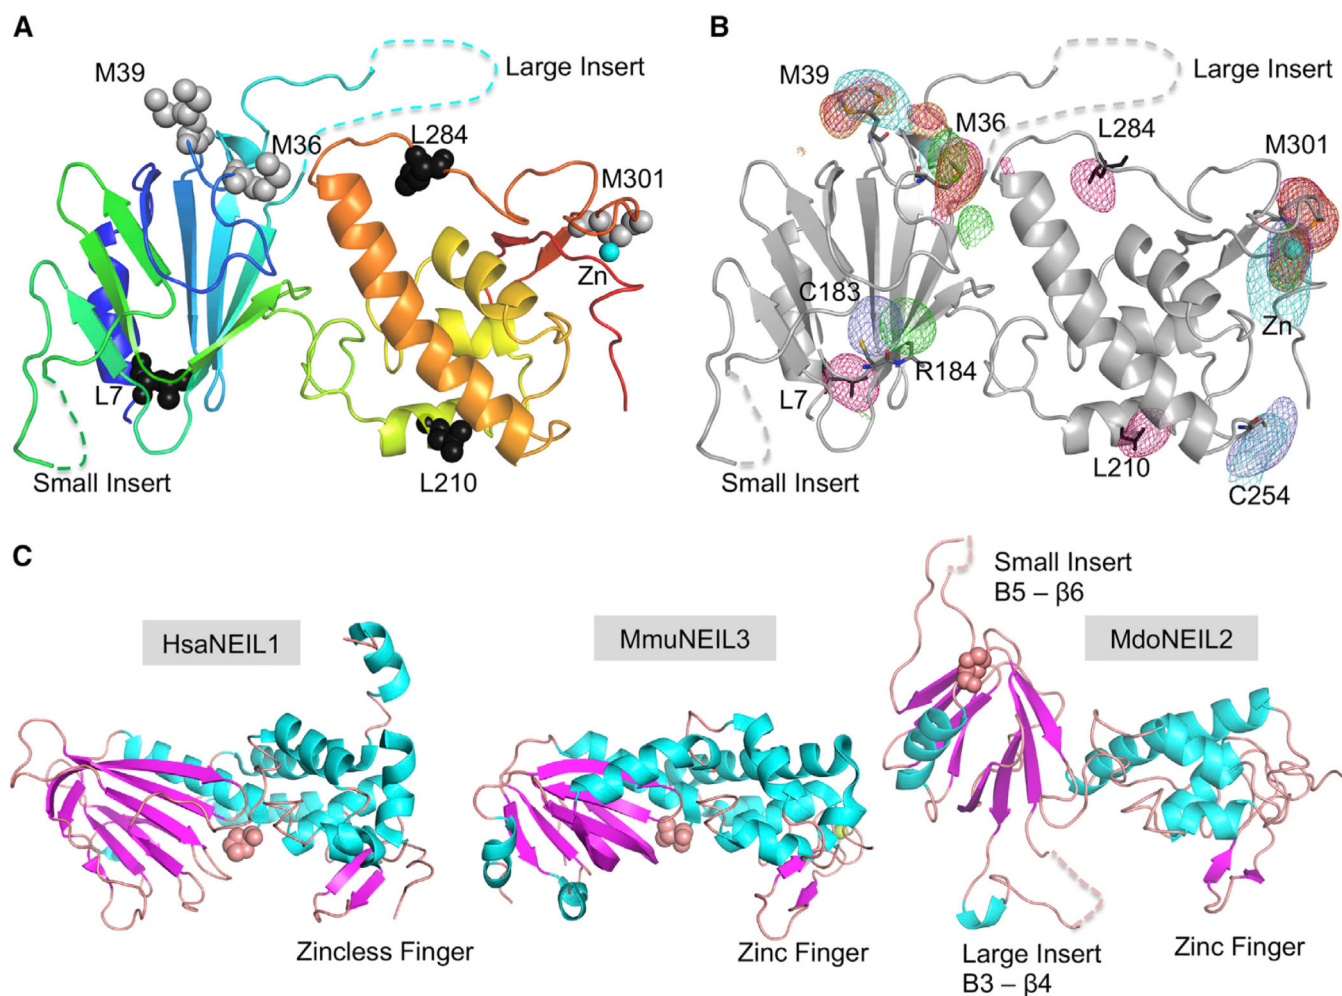 A
M39
Large Insert
M36
L284
M301
Zn
L7
Small Insert
L210
B
M39
Large Insert
M36
L284
M301
C183
Zn
L7
R184
L210
Small Insert
C254
C
Small Insert
B5 – β6
HsaNEIL1
MmuNEIL3
MdoNEIL2
Zincless Finger
Zinc Finger
Large Insert
B3 – β4
Zinc Finger